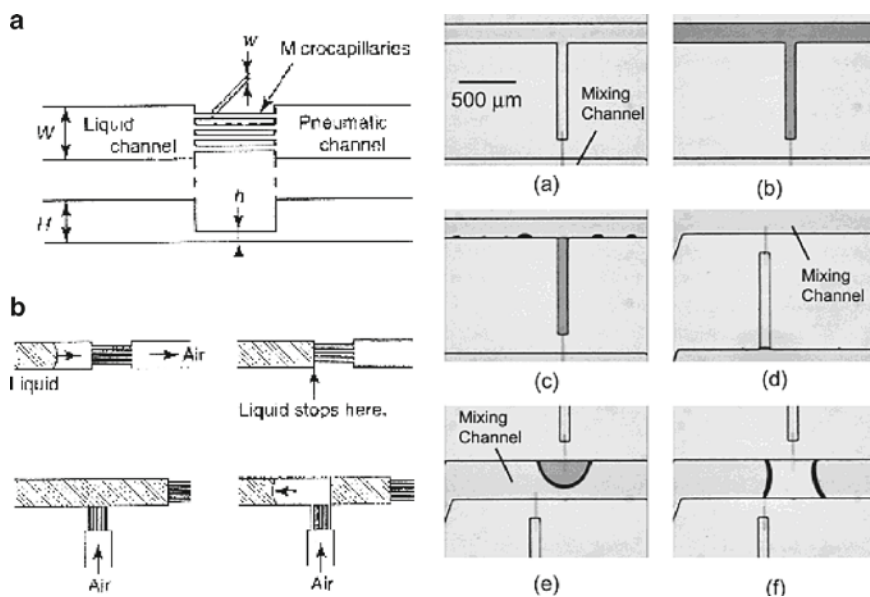 a
w
M crocapillaries
W
Liquid
channel
Pneumatic
channel
h
H
b
Air
Liquid
Liquid stops here.
Air
Air
500 μm
Mixing
Channel
(a)
(b)
Mixing
Channel
(c)
(d)
Mixing
Channel
(e)
(f)